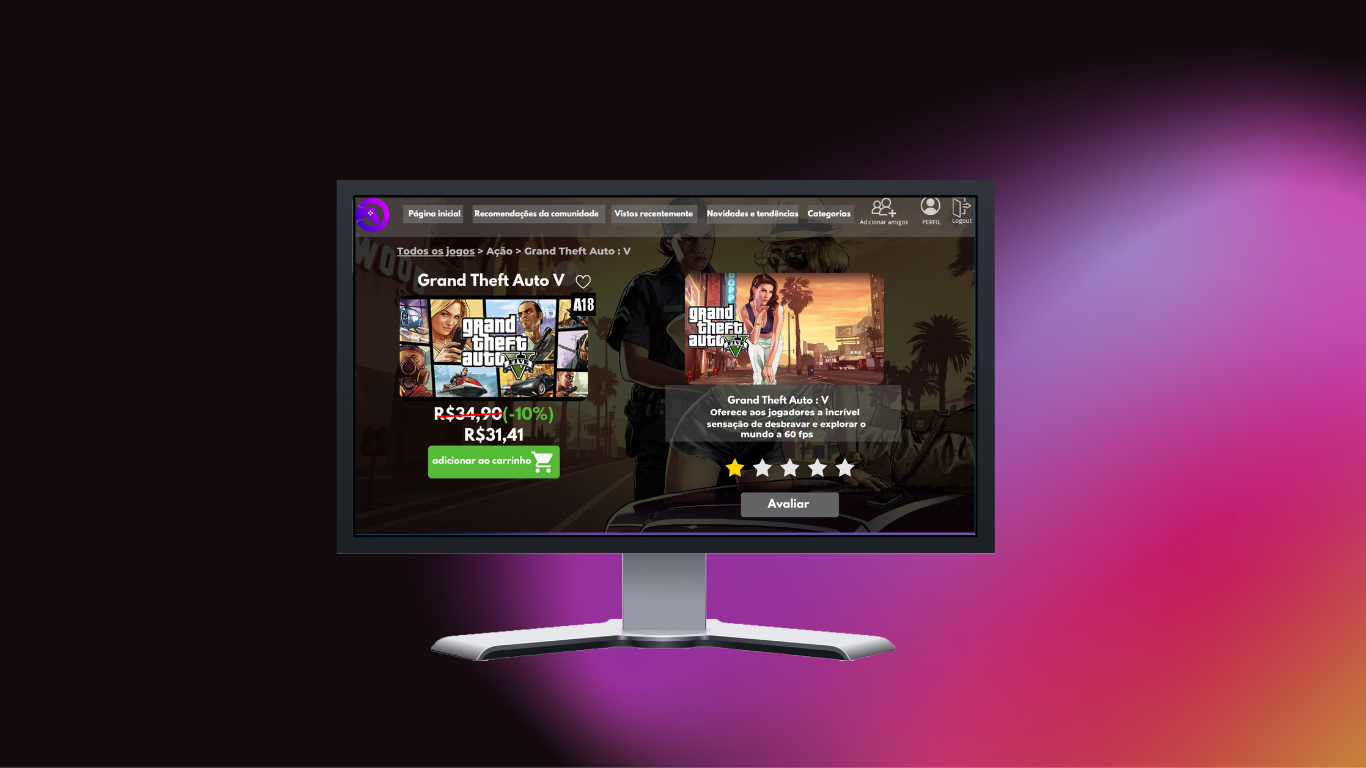 Página inicial
Recomendações da comunidade
Vistos recentemente
Novidades e tendências
Categorias
Adicionar amigos
PERFIL
Logout
Todos os jogos > Ação > Grand Theft Auto : V
Grand Theft Auto V
A18
grand
theft
auto
FIVE
R$34,90(-10%)
R$31,41
adicionar ao carrinho
grand
theft
auto
FIVE
Grand Theft Auto : V
Oferece aos jogadores a incrível
sensação de desbravar e explorar o
mundo a 60 fps
Avaliar